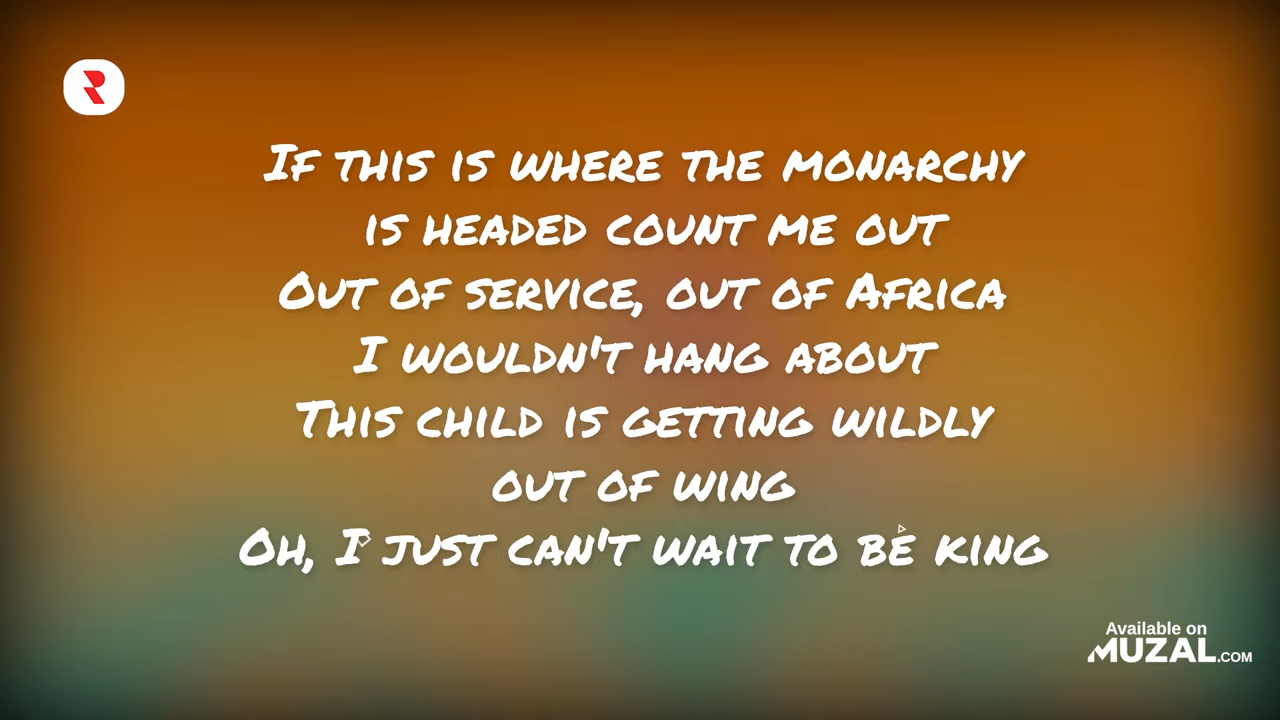 If this is where the monarchy
is headed count me out
Out of service, out of Africa
I wouldn't hang about
This child is getting wildly
out of wing
Oh, I just can't wait to be king
Available on
MUZAL.COM